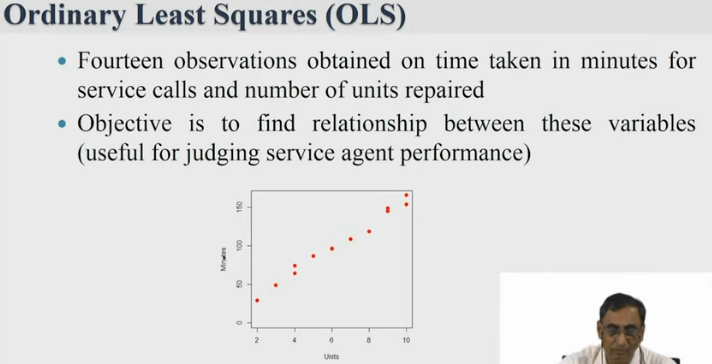 Ordinary Least Squares (OLS)
• Fourteen observations obtained on time taken in minutes for
service calls and number of units repaired
• Objective is to find relationship between these variables
(useful for judging service agent performance)
150
100
50
0
Minutes
2 4 6 8 10
Units